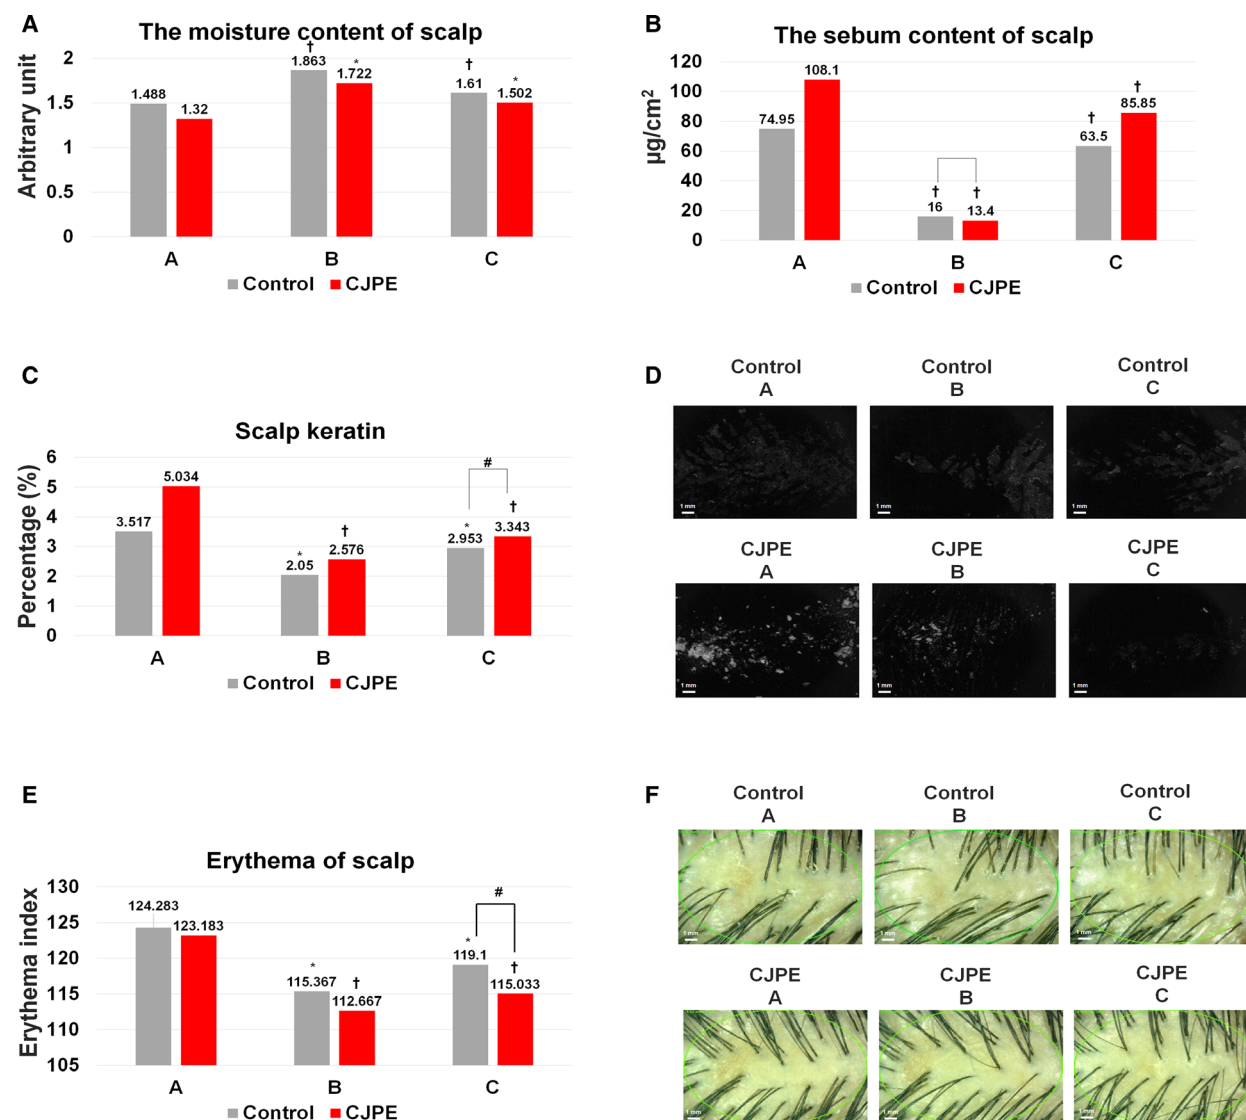 A
The moisture content of scalp
Arbitrary unit
2
1.5
1
0.5
0
1.488
1.32
†
1.863
*
1.722
†
1.61
*
1.502
A
B
C
Control
CJPE
B
The sebum content of scalp
µg/cm2
120
100
80
60
40
20
0
74.95
108.1
†
16
†
13.4
†
63.5
†
85.85
A
B
C
Control
CJPE
C
Scalp keratin
Percentage (%)
6
5
4
3
2
1
0
3.517
5.034
*
2.05
†
2.576
#
*
2.953
†
3.343
A
B
C
Control
CJPE
D
Control
A
Control
B
Control
C
1 mm
1 mm
1 mm
CJPE
A
CJPE
B
CJPE
C
1 mm
1 mm
1 mm
E
Erythema of scalp
Erythema index
130
125
120
115
110
105
124.283
123.183
*
115.367
†
112.667
#
*
119.1
†
115.033
A
B
C
Control
CJPE
F
Control
A
Control
B
Control
C
1 mm
1 mm
1 mm
CJPE
A
CJPE
B
CJPE
C
1 mm
1 mm
1 mm